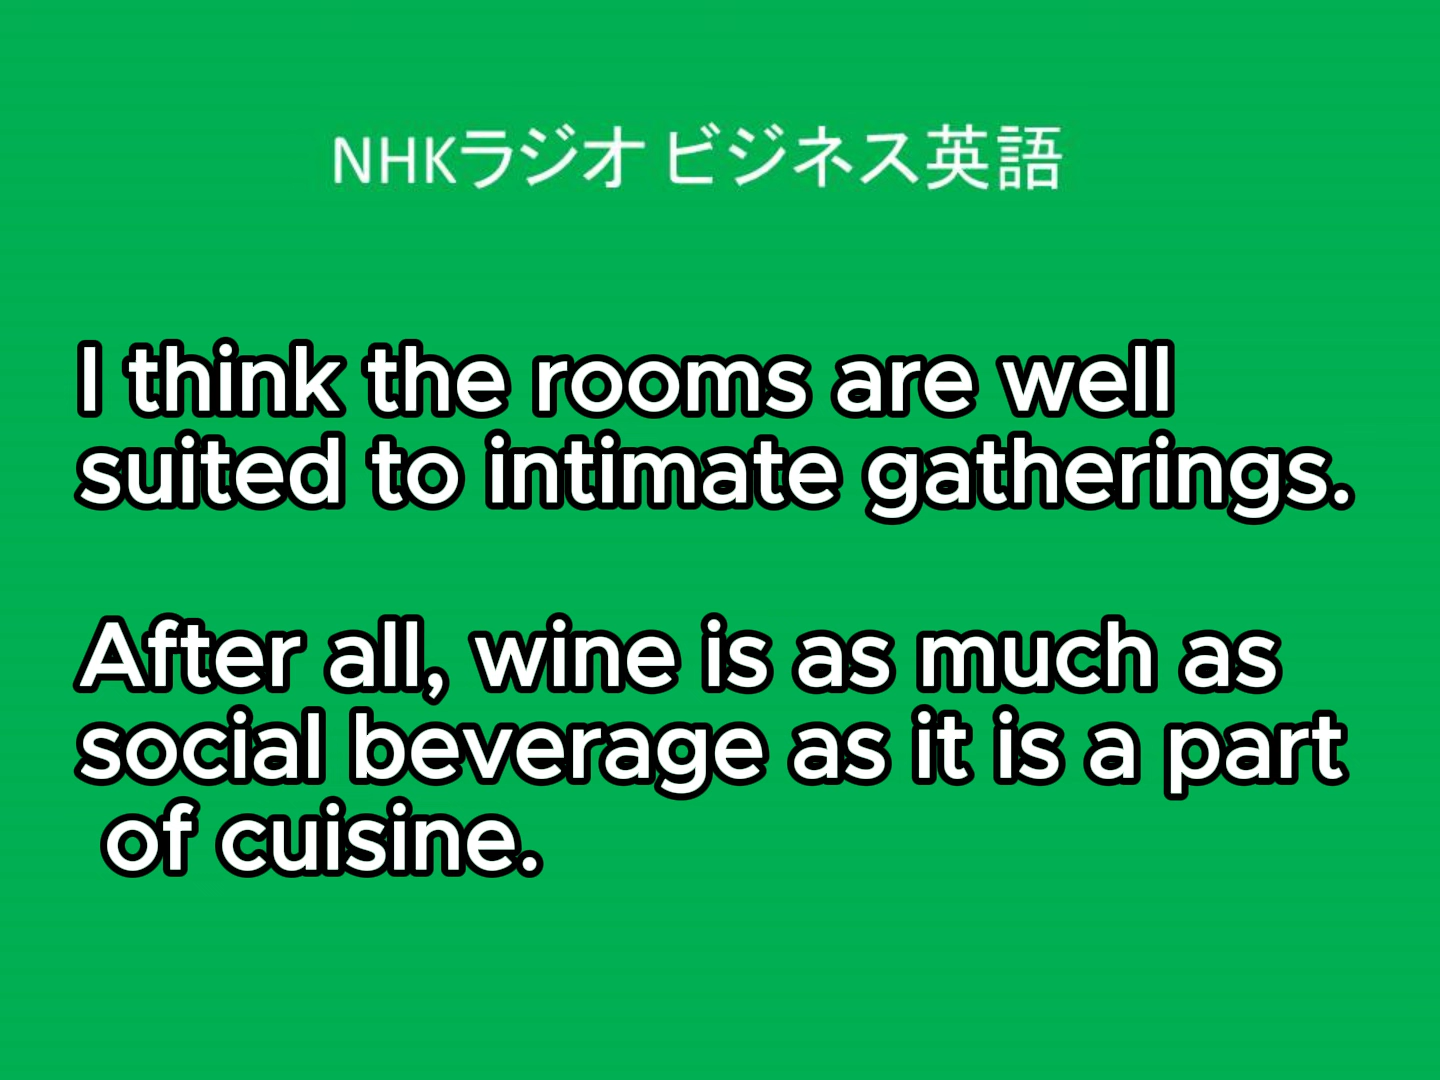 NHKラジオ ビジネス英語
I think the rooms are well
suited to intimate gatherings.
After all, wine is as much as
social beverage as it is a part
of cuisine.